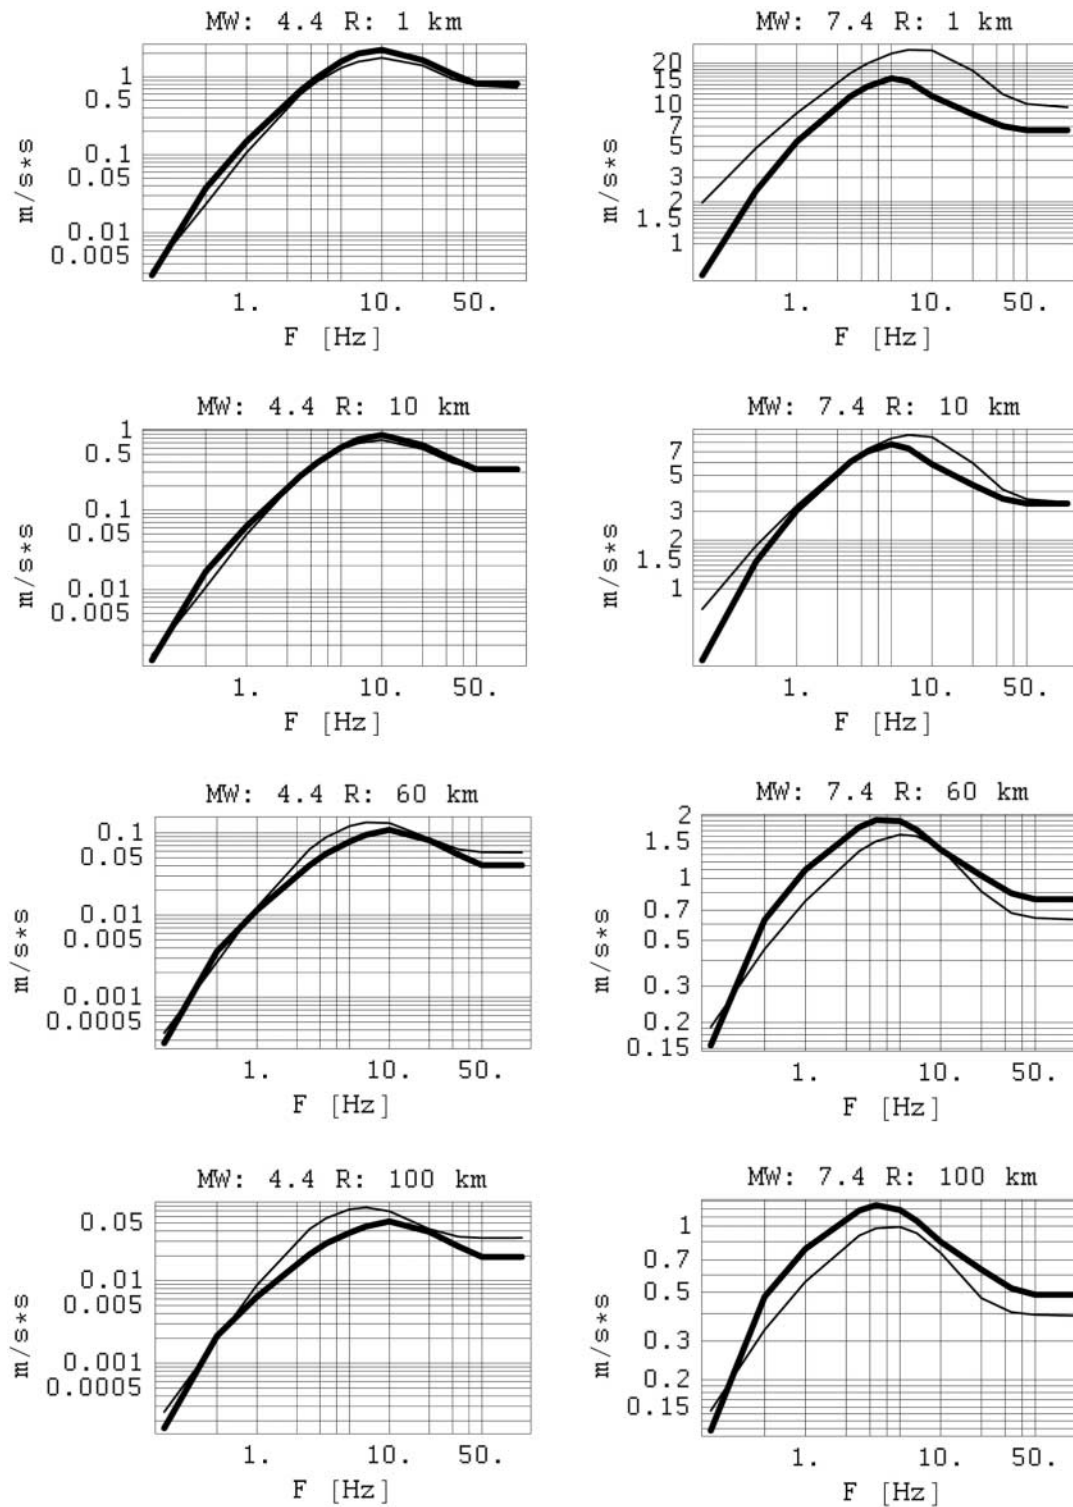 MW: 4.4 R: 1 km
1
0.5
0.1
0.05
0.01
0.005
m/s*s
1. 10. 50.
F [Hz]
MW: 7.4 R: 1 km
20
15
10
7
5
3
2
1.5
1
m/s*s
1. 10. 50.
F [Hz]
MW: 4.4 R: 10 km
1
0.5
0.1
0.05
0.01
0.005
m/s*s
1. 10. 50.
F [Hz]
MW: 7.4 R: 10 km
7
5
3
2
1.5
1
m/s*s
1. 10. 50.
F [Hz]
MW: 4.4 R: 60 km
0.1
0.05
0.01
0.005
0.001
0.0005
m/s*s
1. 10. 50.
F [Hz]
MW: 7.4 R: 60 km
2
1.5
1
0.7
0.5
0.3
0.2
0.15
m/s*s
1. 10. 50.
F [Hz]
MW: 4.4 R: 100 km
0.05
0.01
0.005
0.001
0.0005
m/s*s
1. 10. 50.
F [Hz]
MW: 7.4 R: 100 km
1
0.7
0.5
0.3
0.2
0.15
m/s*s
1. 10. 50.
F [Hz]